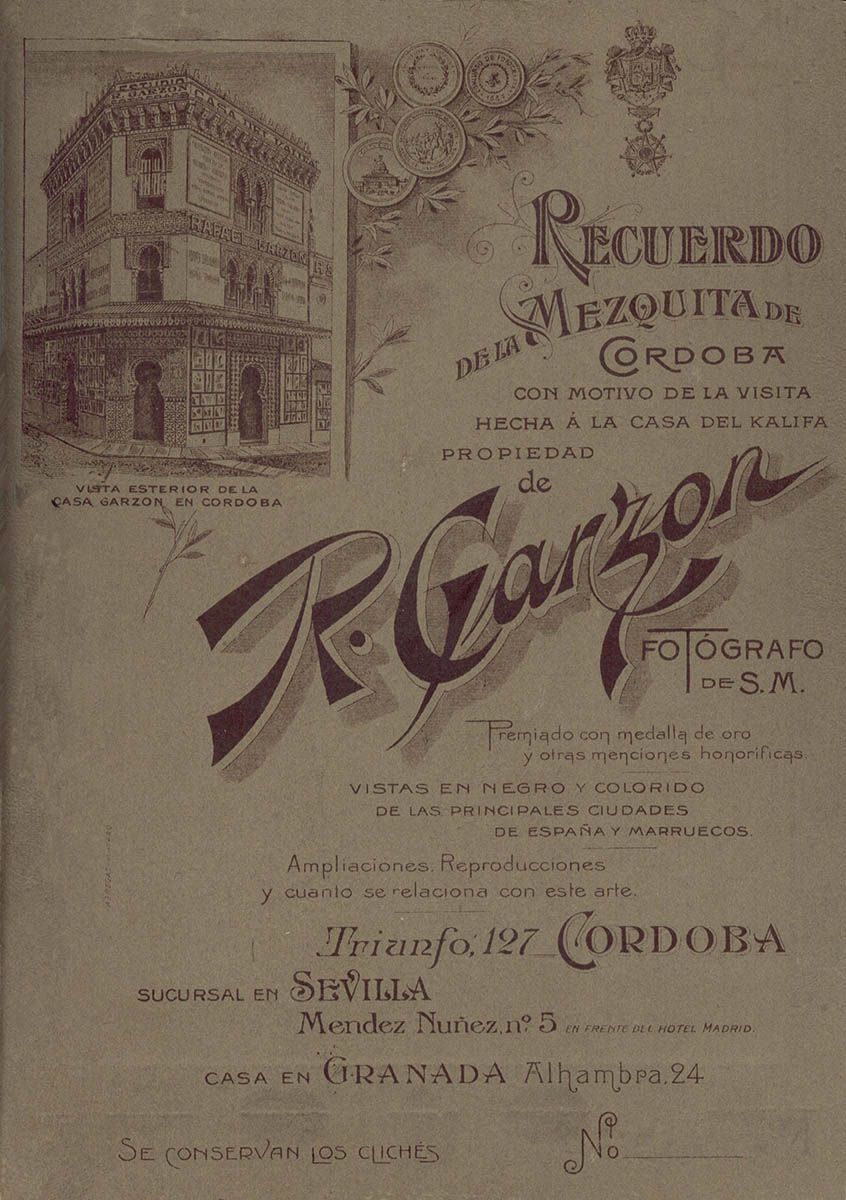 ESTUDIO
R. GARZON
CASA DEL KALIFA
RAFAEL GARZON
VISTA ESTERIOR DE LA
CASA GARZON EN CORDOBA
RECUERDO
DE LA MEZQUITA DE
CORDOBA
CON MOTIVO DE LA VISITA
HECHA Á LA CASA DEL KALIFA
PROPIEDAD
de
R. Garzon
FOTÓGRAFO
DE S.M.
Premiado con medalla de oro
y otras menciones honoríficas.
VISTAS EN NEGRO Y COLORIDO
DE LAS PRINCIPALES CIUDADES
DE ESPAÑA Y MARRUECOS.
Ampliaciones. Reproducciones
y cuanto se relaciona con este arte.
Triunfo, 127 CORDOBA
SUCURSAL EN SEVILLA
Mendez Nuñez, nº 5 EN FRENTE DEL HOTEL MADRID.
CASA EN GRANADA Alhambra, 24
SE CONSERVAN LOS CLICHÉS
No